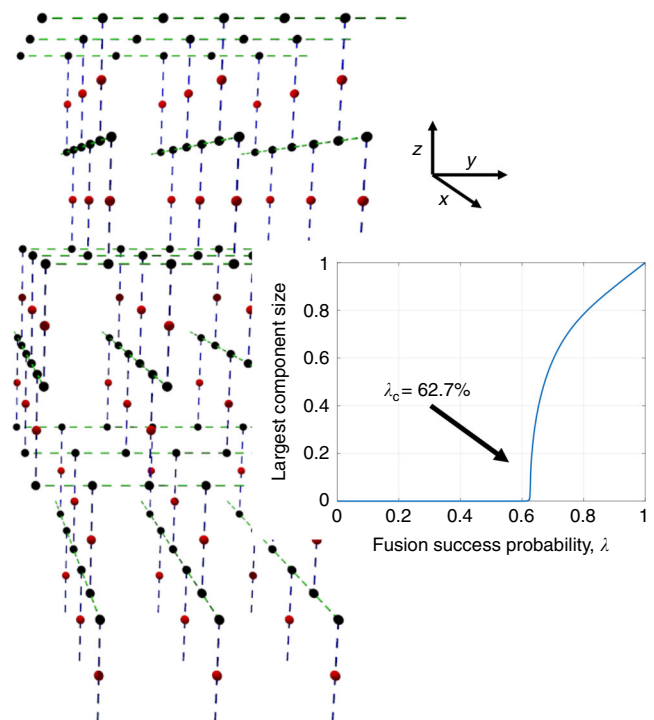 z
y
x
1
0.8
0.6
0.4
0.2
0
Largest component size
λc = 62.7%
0 0.2 0.4 0.6 0.8 1
Fusion success probability, λ